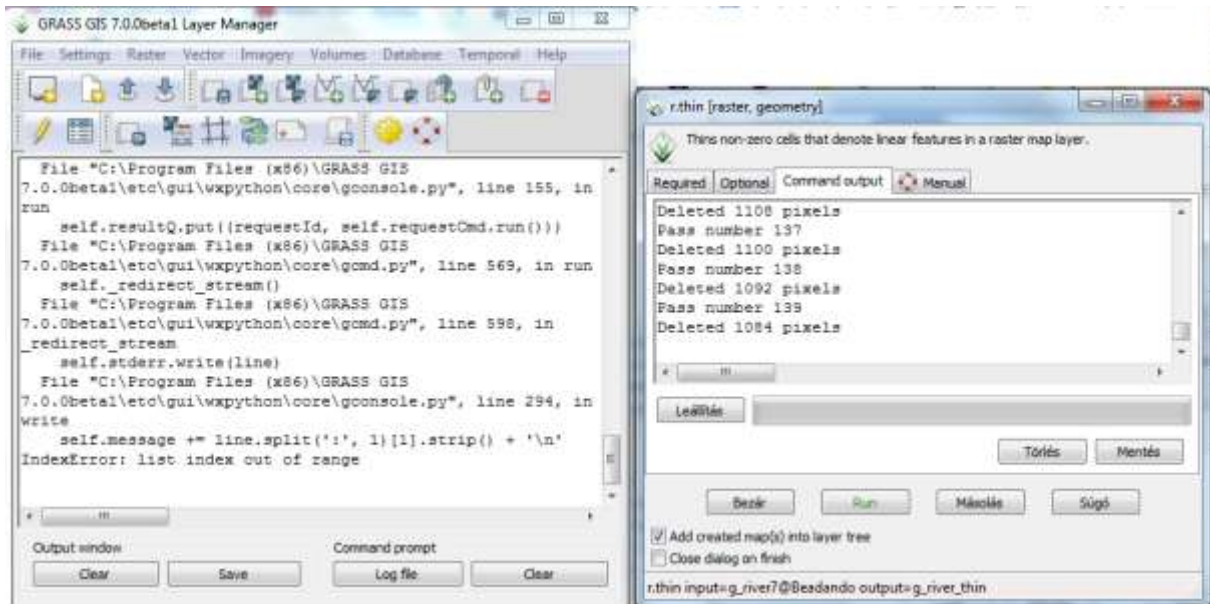 GRASS GIS 7.0.0beta1 Layer Manager
File Settings Raster Vector Imagery Volumes Database Temporal Help
File "C:\Program Files (x86)\GRASS GIS
7.0.0beta1\etc\gui\wxpython\core\gconsole.py", line 155, in
run
self.resultQ.put((requestId, self.requestCmd.run()))
File "C:\Program Files (x86)\GRASS GIS
7.0.0beta1\etc\gui\wxpython\core\gcmd.py", line 569, in run
self._redirect_stream()
File "C:\Program Files (x86)\GRASS GIS
7.0.0beta1\etc\gui\wxpython\core\gcmd.py", line 598, in
_redirect_stream
self.stderr.write(line)
File "C:\Program Files (x86)\GRASS GIS
7.0.0beta1\etc\gui\wxpython\core\gconsole.py", line 294, in
write
self.message += line.split(':', 1)[1].strip() + '\n'
IndexError: list index out of range
Output window
Command prompt
Clear
Save
Log file
Clear
r.thin [raster, geometry]
Thins non-zero cells that denote linear features in a raster map layer.
Required Optional Command output Manual
Deleted 1108 pixels
Pass number 137
Deleted 1100 pixels
Pass number 138
Deleted 1092 pixels
Pass number 139
Deleted 1084 pixels
Leállítás
Törlés
Mentés
Bezár
Run
Másolás
Súgó
Add created map(s) into layer tree
Close dialog on finish
r.thin input=g_river7@Beadando output=g_river_thin